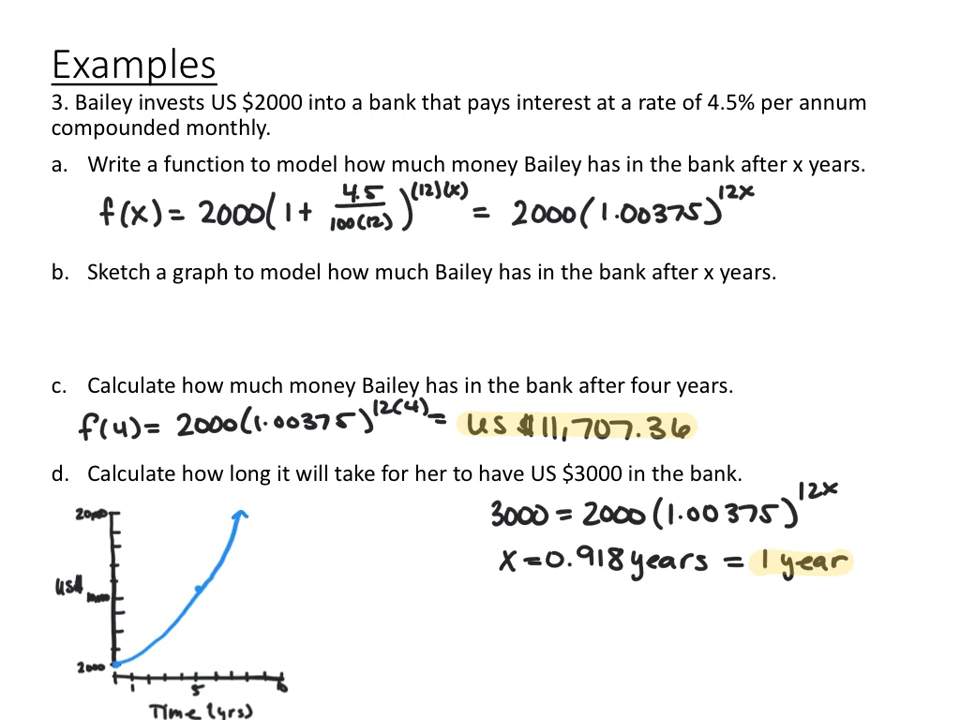 Examples
3. Bailey invests US $2000 into a bank that pays interest at a rate of 4.5% per annum
compounded monthly.
a. Write a function to model how much money Bailey has in the bank after x years.
f(x) = 2000(1 + 4.5/100(12))^(12)(x) = 2000(1.00375)^12x
b. Sketch a graph to model how much Bailey has in the bank after x years.
c. Calculate how much money Bailey has in the bank after four years.
f(4) = 2000(1.00375)^12(4) = US $11,707.36
d. Calculate how long it will take for her to have US $3000 in the bank.
3000 = 2000(1.00375)^12x
x = 0.918 years = 1 year
US$
2000
1
5
Time (yrs)